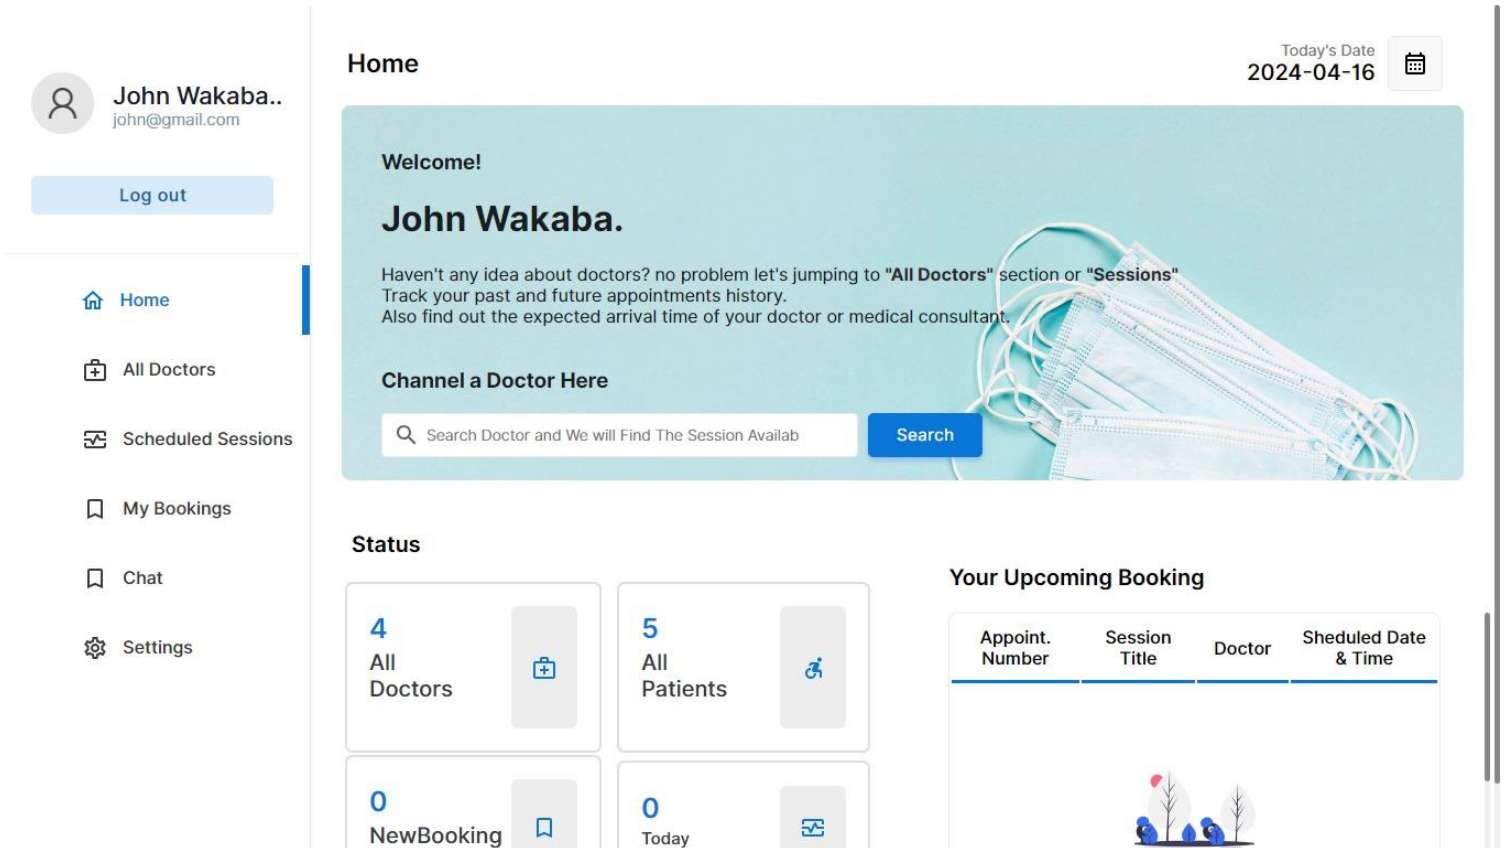 John Wakaba..
john@gmail.com
Log out
Home
All Doctors
Scheduled Sessions
My Bookings
Chat
Settings
Home
Today's Date
2024-04-16
Welcome!
John Wakaba.
Haven't any idea about doctors? no problem let's jumping to "All Doctors" section or "Sessions"
Track your past and future appointments history.
Also find out the expected arrival time of your doctor or medical consultant.
Channel a Doctor Here
Search Doctor and We will Find The Session Availab
Search
Status
4
All
Doctors
5
All
Patients
0
NewBooking
0
Today
Your Upcoming Booking
Appoint.
Number
Session
Title
Doctor
Sheduled Date
& Time